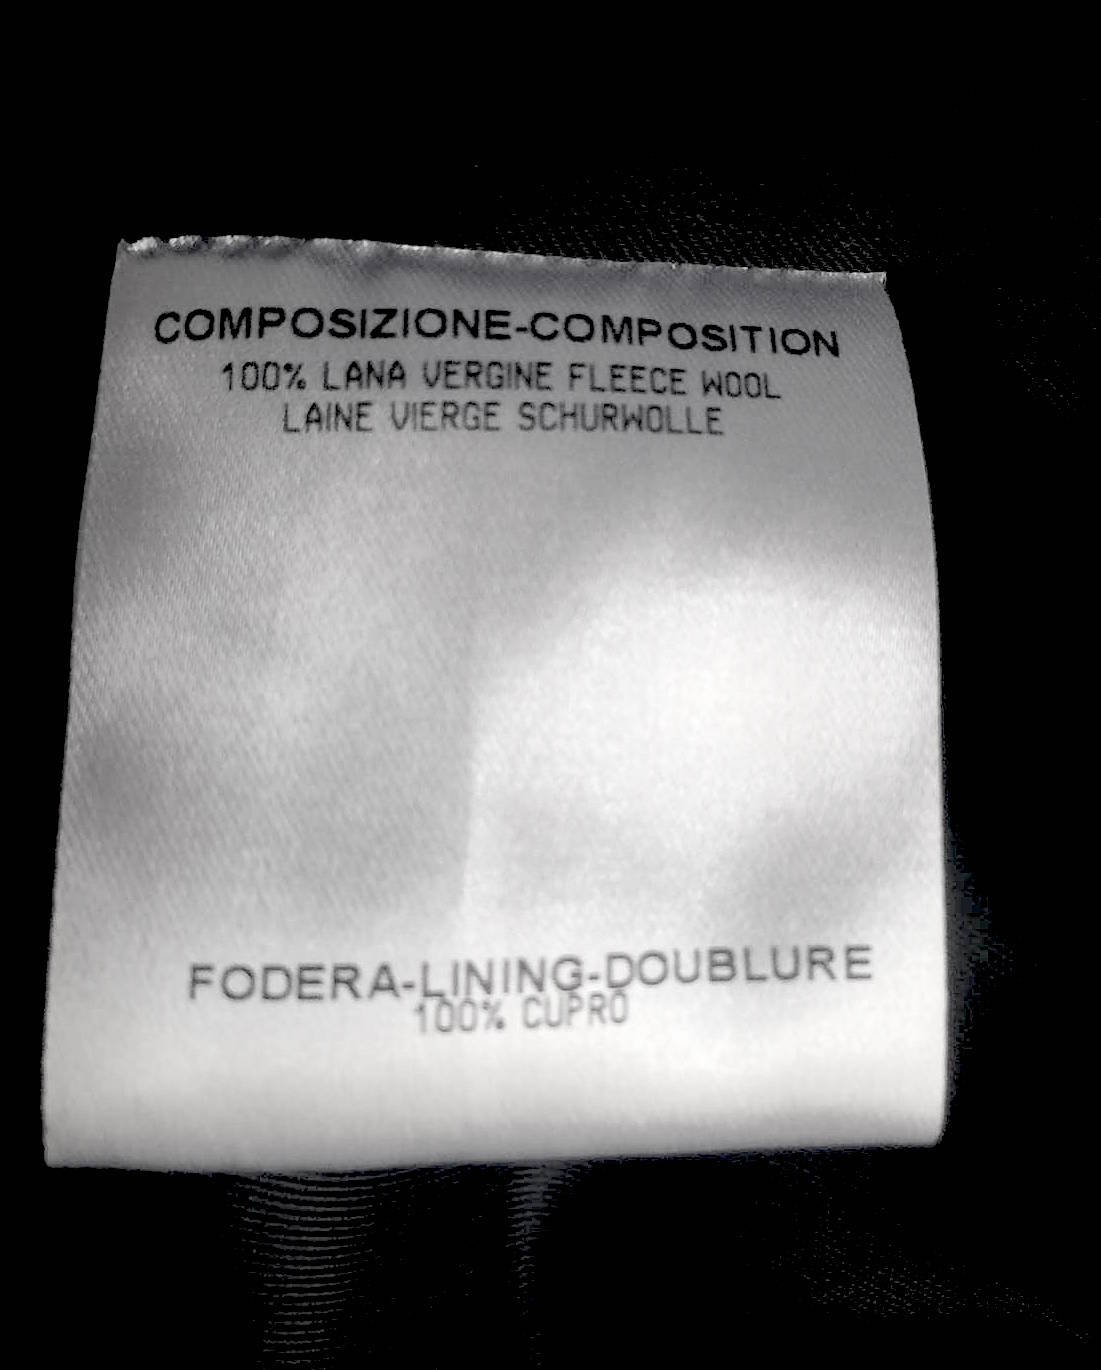 COMPOSIZIONE-COMPOSITION
100% LANA VERGINE FLEECE WOOL
LAINE VIERGE SCHURWOLLE
FODERA-LINING-DOUBLURE
100% CUPRO